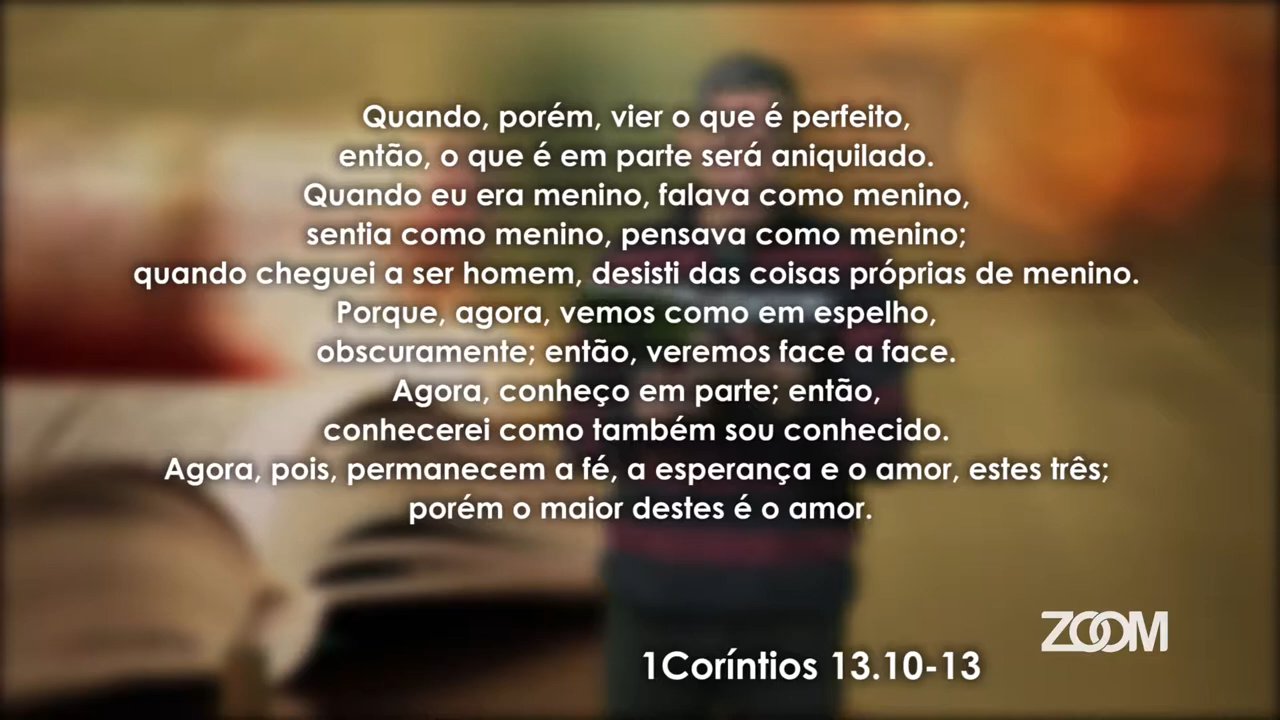 Quando, porém, vier o que é perfeito,
então, o que é em parte será aniquilado.
Quando eu era menino, falava como menino,
sentia como menino, pensava como menino;
quando cheguei a ser homem, desisti das coisas próprias de menino.
Porque, agora, vemos como em espelho,
obscuramente; então, veremos face a face.
Agora, conheço em parte; então,
conhecerei como também sou conhecido.
Agora, pois, permanecem a fé, a esperança e o amor, estes três;
porém o maior destes é o amor.
ZOOM
1Coríntios 13.10-13